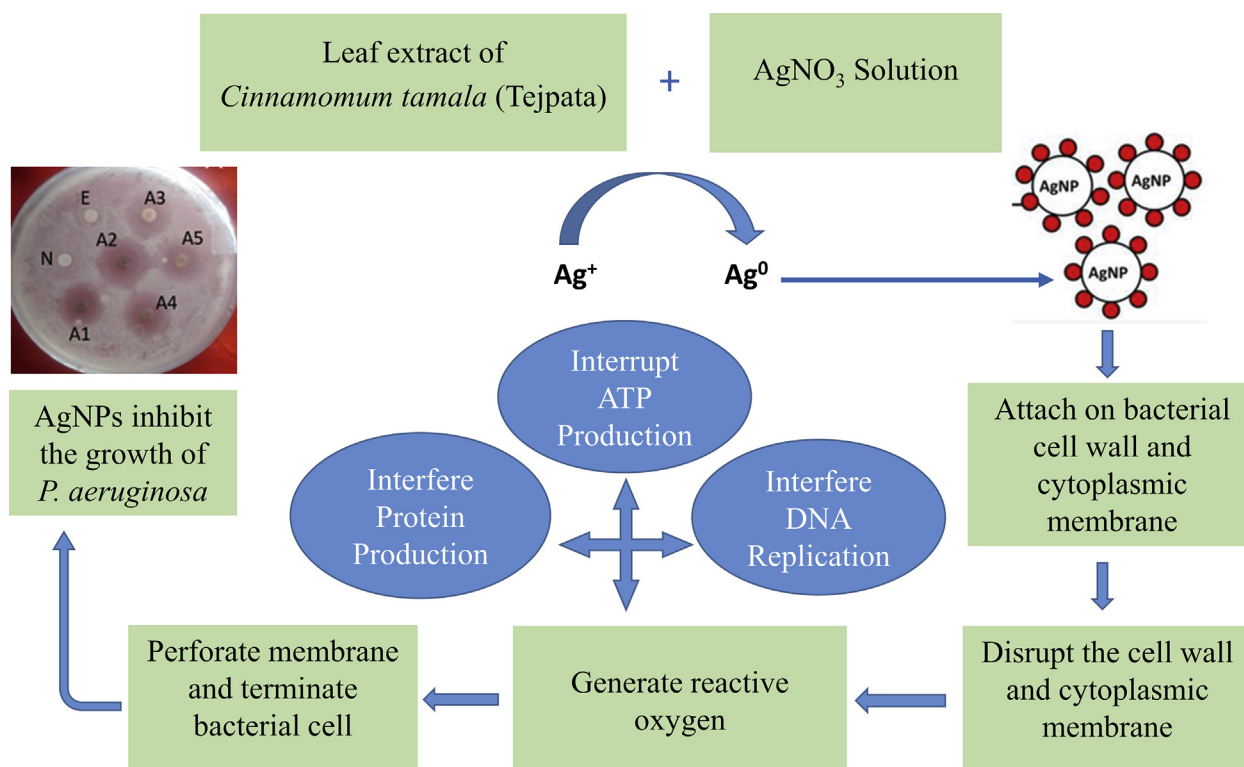 Leaf extract of
Cinnamomum tamala (Tejpata)
+
AgNO₃ Solution
E
A3
A2
A5
N
A1
A4
Ag⁺
Ag⁰
AgNP
AgNP
AgNP
Interrupt
ATP
Production
Interfere
Protein
Production
Interfere
DNA
Replication
AgNPs inhibit
the growth of
P. aeruginosa
Attach on bacterial
cell wall and
cytoplasmic
membrane
Perforate membrane
and terminate
bacterial cell
Generate reactive
oxygen
Disrupt the cell wall
and cytoplasmic
membrane